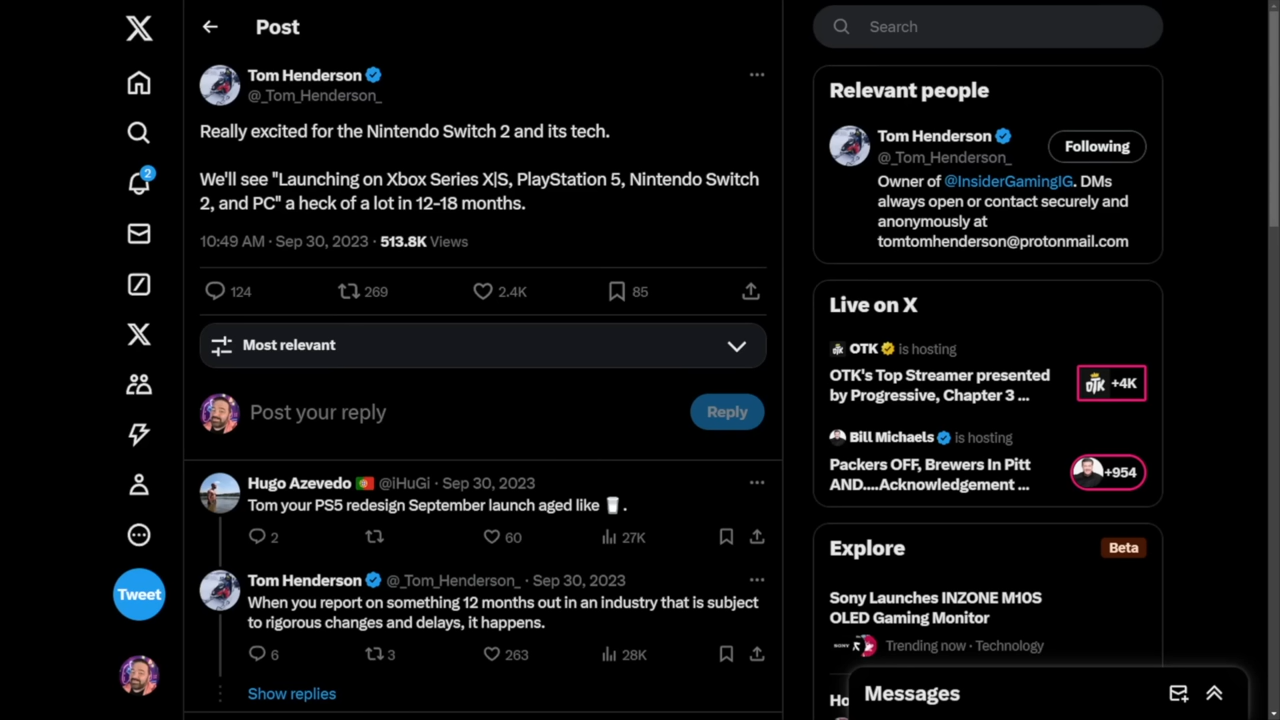 Post
Search
Tom Henderson
@_Tom_Henderson_
Really excited for the Nintendo Switch 2 and its tech.
We'll see "Launching on Xbox Series X|S, PlayStation 5, Nintendo Switch
2, and PC" a heck of a lot in 12-18 months.
10:49 AM · Sep 30, 2023 · 513.8K Views
124 269 2.4K 85
Most relevant
Post your reply
Reply
Hugo Azevedo 🇵🇹 @iHuGi · Sep 30, 2023
Tom your PS5 redesign September launch aged like 🥛.
2 60 27K
Tom Henderson @_Tom_Henderson_ · Sep 30, 2023
When you report on something 12 months out in an industry that is subject
to rigorous changes and delays, it happens.
6 3 263 28K
Show replies
2
Tweet
Relevant people
Tom Henderson
@_Tom_Henderson_
Following
Owner of @InsiderGamingIG. DMs
always open or contact securely and
anonymously at
tomtomhenderson@protonmail.com
Live on X
OTK is hosting
OTK's Top Streamer presented
by Progressive, Chapter 3 ...
OTK +4K
Bill Michaels is hosting
Packers OFF, Brewers In Pitt
AND....Acknowledgement ...
+954
Explore
Beta
Sony Launches INZONE M10S
OLED Gaming Monitor
SONY
Trending now · Technology
Ho
Messages